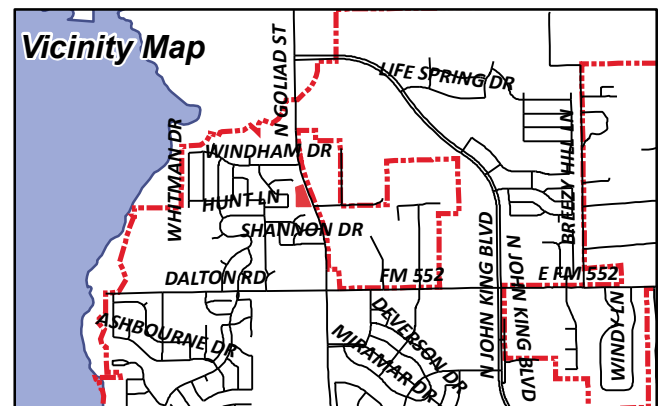 Vicinity Map
N GOLIAD ST
LIFE SPRING DR
WHITMAN DR
WINDHAM DR
BREEZY HILL LN
HUNT LN
SHANNON DR
N JOHN KING BLVD
N JOHN KING BLVD
DALTON RD
FM 552
E FM 552
ASHBOURNE DR
DEVERSON DR
MIRAMAR DR
WINDY LN